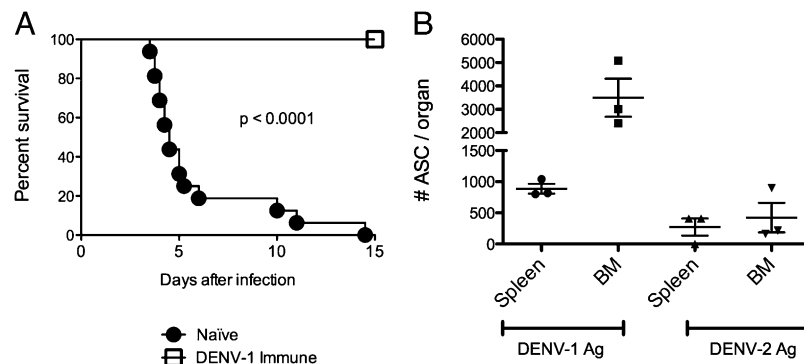 A
100
80
60
40
20
0
Percent survival
p < 0.0001
0 5 10 15
Days after infection
Naïve
DENV-1 Immune
B
6000
5000
4000
3000
2000
1500
1000
500
0
# ASC / organ
Spleen BM Spleen BM
DENV-1 Ag DENV-2 Ag